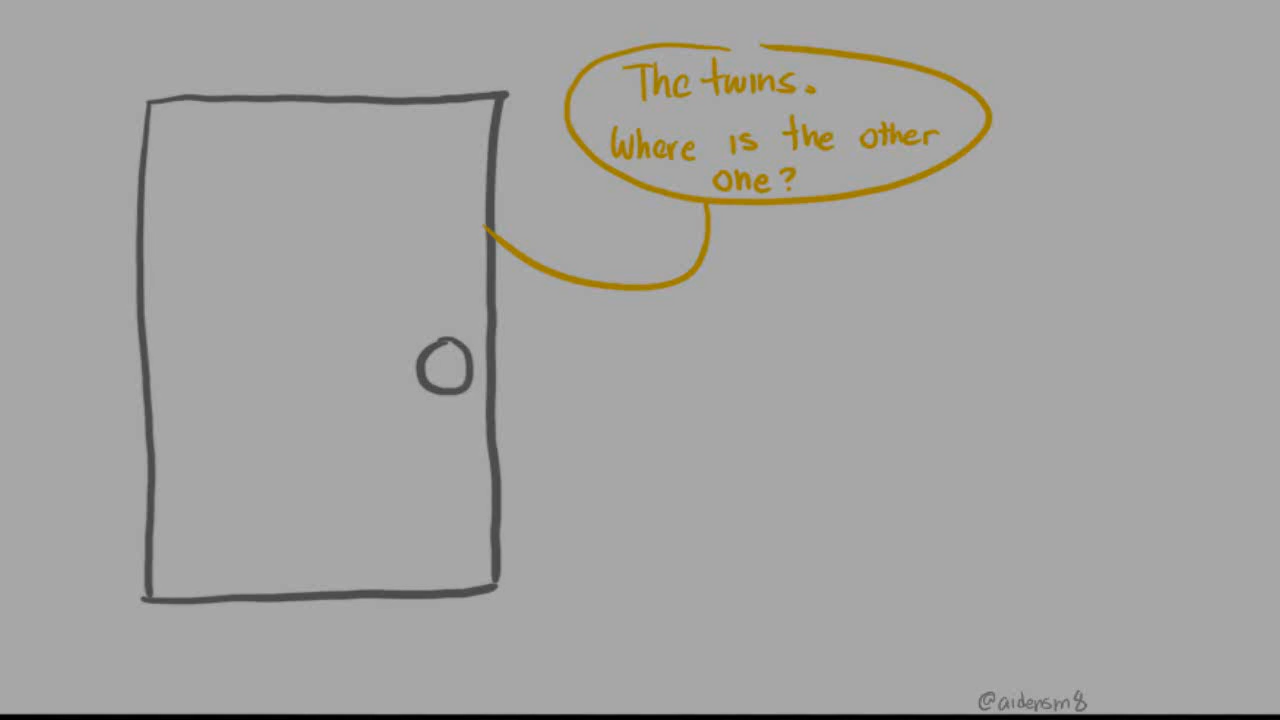 The twins.
Where is the other
one?
@aidensm8